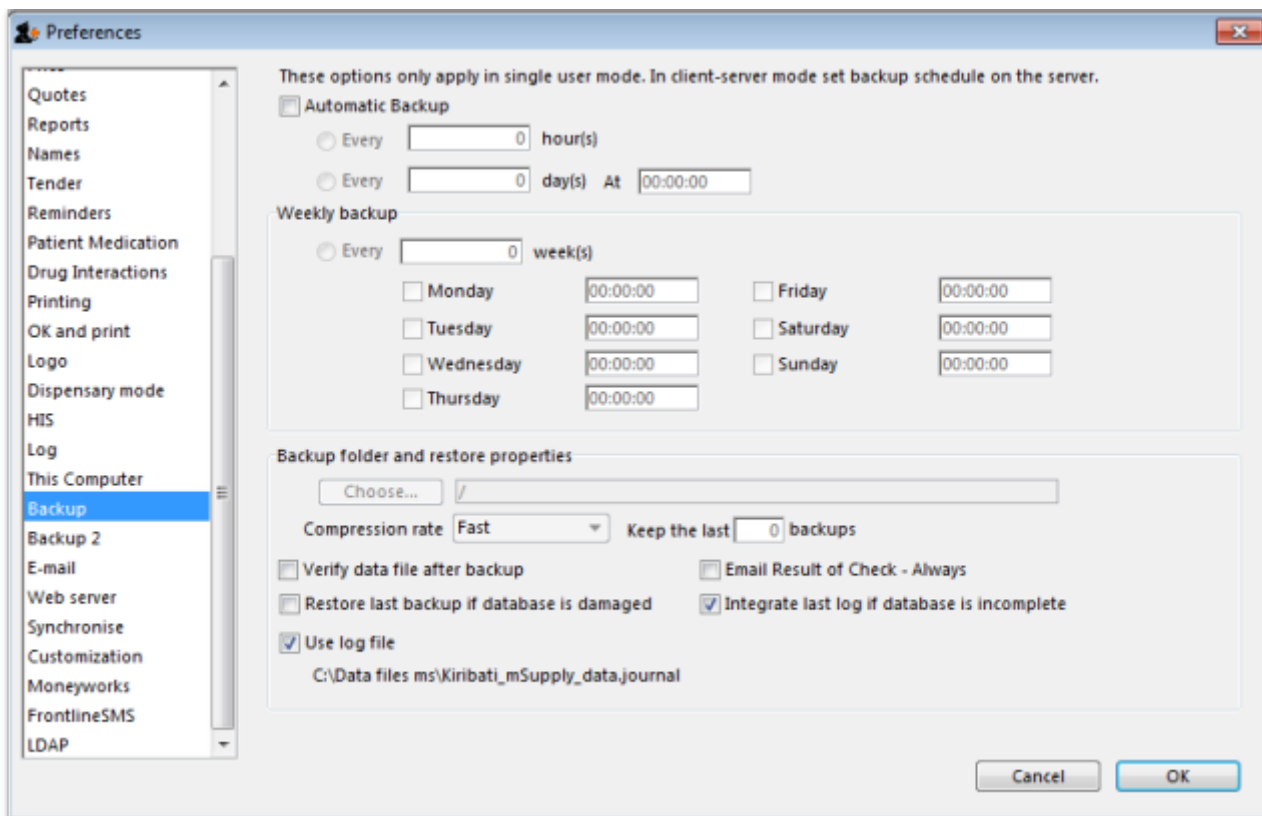 Preferences
Quotes
Reports
Names
Tender
Reminders
Patient Medication
Drug Interactions
Printing
OK and print
Logo
Dispensary mode
HIS
Log
This Computer
Backup
Backup 2
E-mail
Web server
Synchronise
Customization
Moneyworks
FrontlineSMS
LDAP
These options only apply in single user mode. In client-server mode set backup schedule on the server.
Automatic Backup
Every 0 hour(s)
Every 0 day(s) At 00:00:00
Weekly backup
Every 0 week(s)
Monday 00:00:00 Friday 00:00:00
Tuesday 00:00:00 Saturday 00:00:00
Wednesday 00:00:00 Sunday 00:00:00
Thursday 00:00:00
Backup folder and restore properties
Choose... /
Compression rate Fast Keep the last 0 backups
Verify data file after backup Email Result of Check - Always
Restore last backup if database is damaged Integrate last log if database is incomplete
Use log file
C:\Data files ms\Kiribati_mSupply_data.journal
Cancel OK